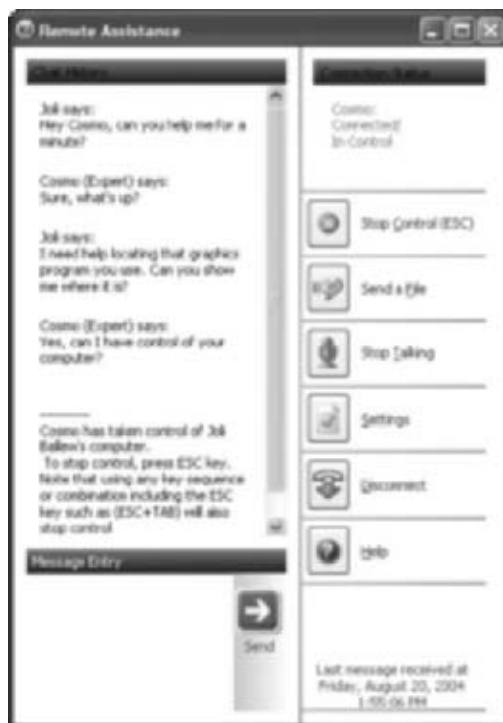 Remote Assistance
Chat History
Joli says:
Hey Cosmo, can you help me for a
minute?
Cosmo (Expert) says:
Sure, what's up?
Joli says:
I need help locating that graphics
program you use. Can you show
me where it is?
Cosmo (Expert) says:
Yes, can I have control of your
computer?
Cosmo has taken control of Joli
Ballew's computer.
To stop control, press ESC key.
Note that using any key sequence
or combination including the ESC
key such as (ESC+TAB) will also
stop control
Message Entry
Send
Connection Status
Cosmo:
Connected!
In Control
Stop Control (ESC)
Send a File
Stop Talking
Settings
Disconnect
Help
Last message received at
Friday, August 20, 2004
1:55:06 PM